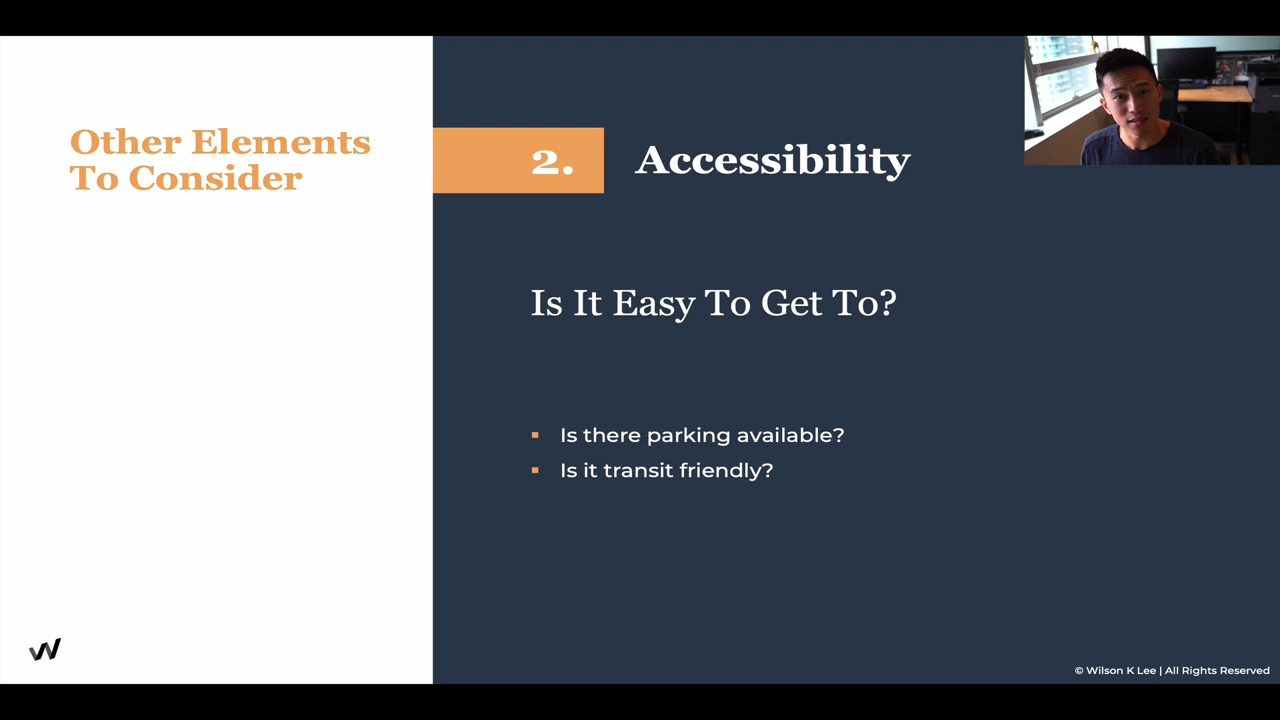 Other Elements
To Consider
2.
Accessibility
Is It Easy To Get To?
Is there parking available?
Is it transit friendly?
W
© Wilson K Lee | All Rights Reserved